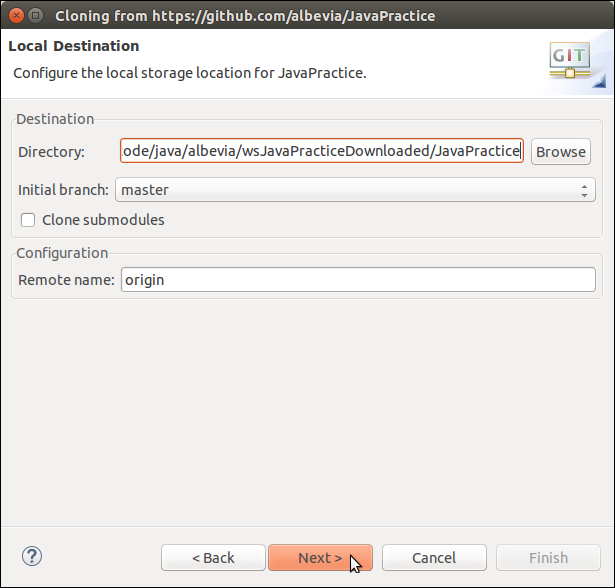 Cloning from https://github.com/albevia/JavaPractice
Local Destination
Configure the local storage location for JavaPractice.
GIT
Destination
Directory: ode/java/albevia/wsJavaPracticeDownloaded/JavaPractice Browse
Initial branch: master
Clone submodules
Configuration
Remote name: origin
? < Back Next > Cancel Finish